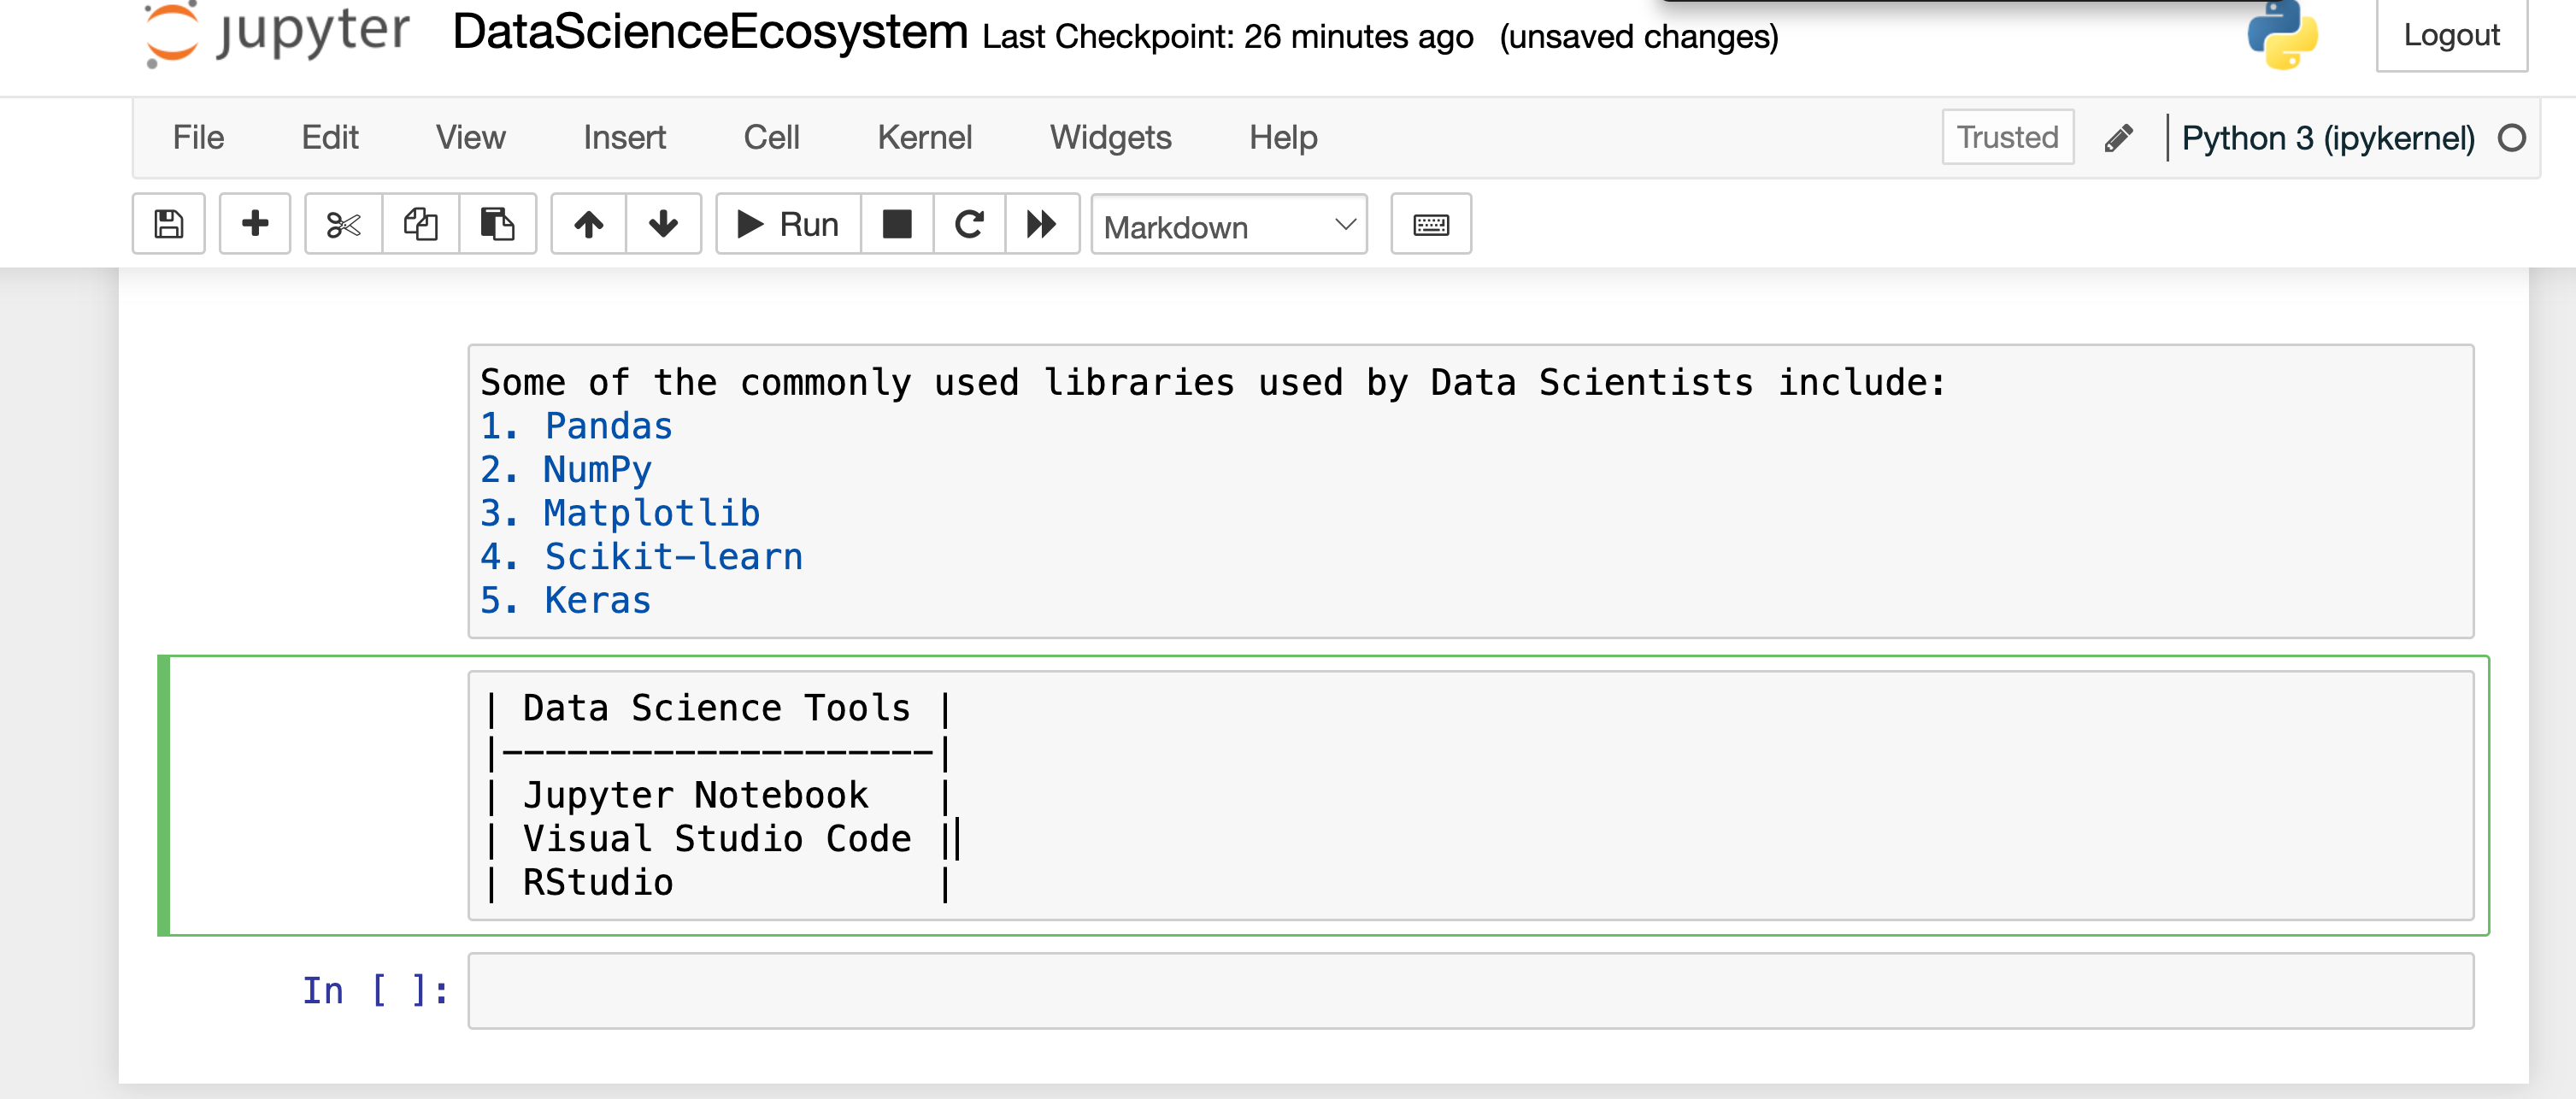 jupyter DataScienceEcosystem Last Checkpoint: 26 minutes ago (unsaved changes) Logout
File Edit View Insert Cell Kernel Widgets Help Trusted Python 3 (ipykernel)
Run Markdown
Some of the commonly used libraries used by Data Scientists include:
1. Pandas
2. NumPy
3. Matplotlib
4. Scikit-learn
5. Keras
| Data Science Tools |
|--------------------|
| Jupyter Notebook   |
| Visual Studio Code |
| RStudio            |
In [ ]: